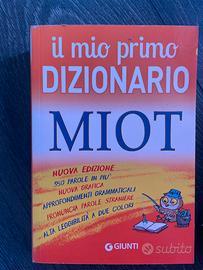 il mio primo
DIZIONARIO
MIOT
NUOVA EDIZIONE
950 PAROLE IN PIÙ
NUOVA GRAFICA
APPROFONDIMENTI GRAMMATICALI
PRONUNCIA PAROLE STRANIERE
ALTA LEGGIBILITÀ A DUE COLORI
GIUNTI
subito